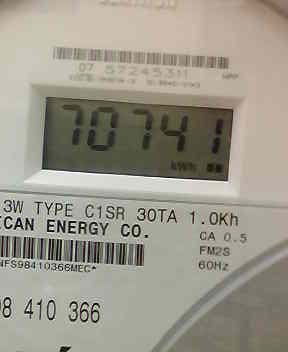 07 57245311
70741
kWh
3W TYPE C1SR 30TA 1.0Kh
ECAN ENERGY CO.
CA 0.5
FM2S
60Hz
NFS98410366MEC*
98 410 366